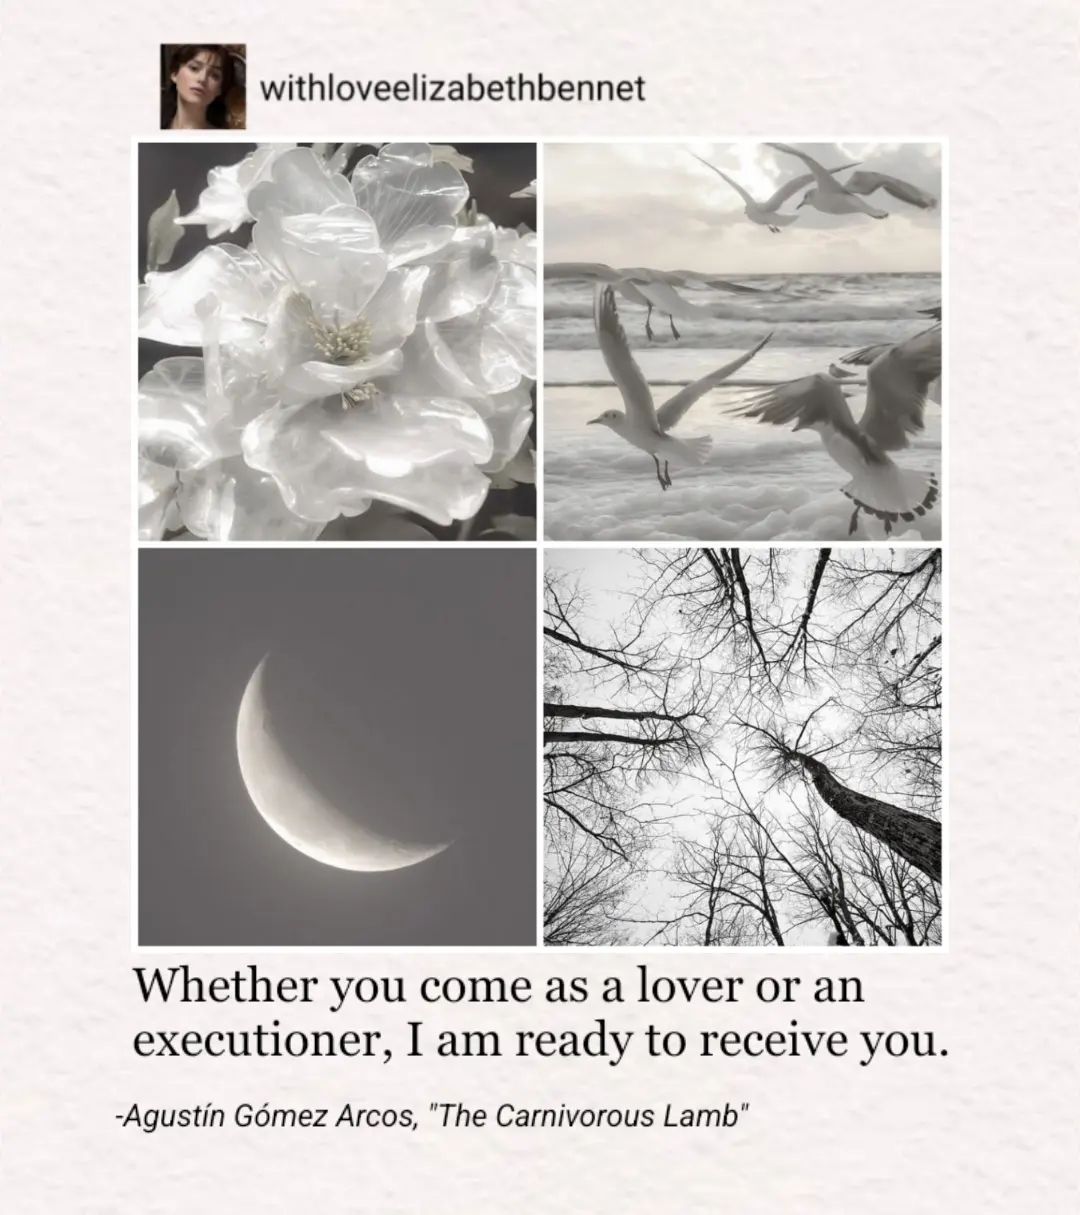 withloveelizabethbennet
Whether you come as a lover or an
executioner, I am ready to receive you.
-Agustín Gómez Arcos, "The Carnivorous Lamb"